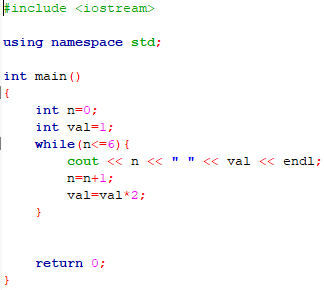 #include <iostream>
using namespace std;
int main()
{
int n=0;
int val=1;
while(n<=6){
cout << n << " " << val << endl;
n=n+1;
val=val*2;
}
return 0;
}